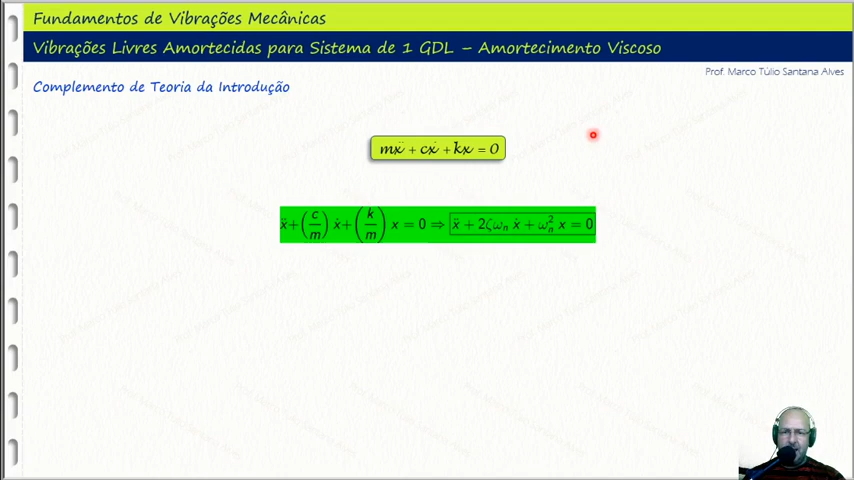 Fundamentos de Vibrações Mecânicas
Vibrações Livres Amortecidas para Sistema de 1 GDL – Amortecimento Viscoso
Prof. Marco Túlio Santana Alves
Complemento de Teoria da Introdução
mẍ + cẋ + kx = 0
ẍ+(c/m) ẋ+(k/m) x = 0 ⇒ ẍ + 2ζωₙ ẋ + ωₙ² x = 0